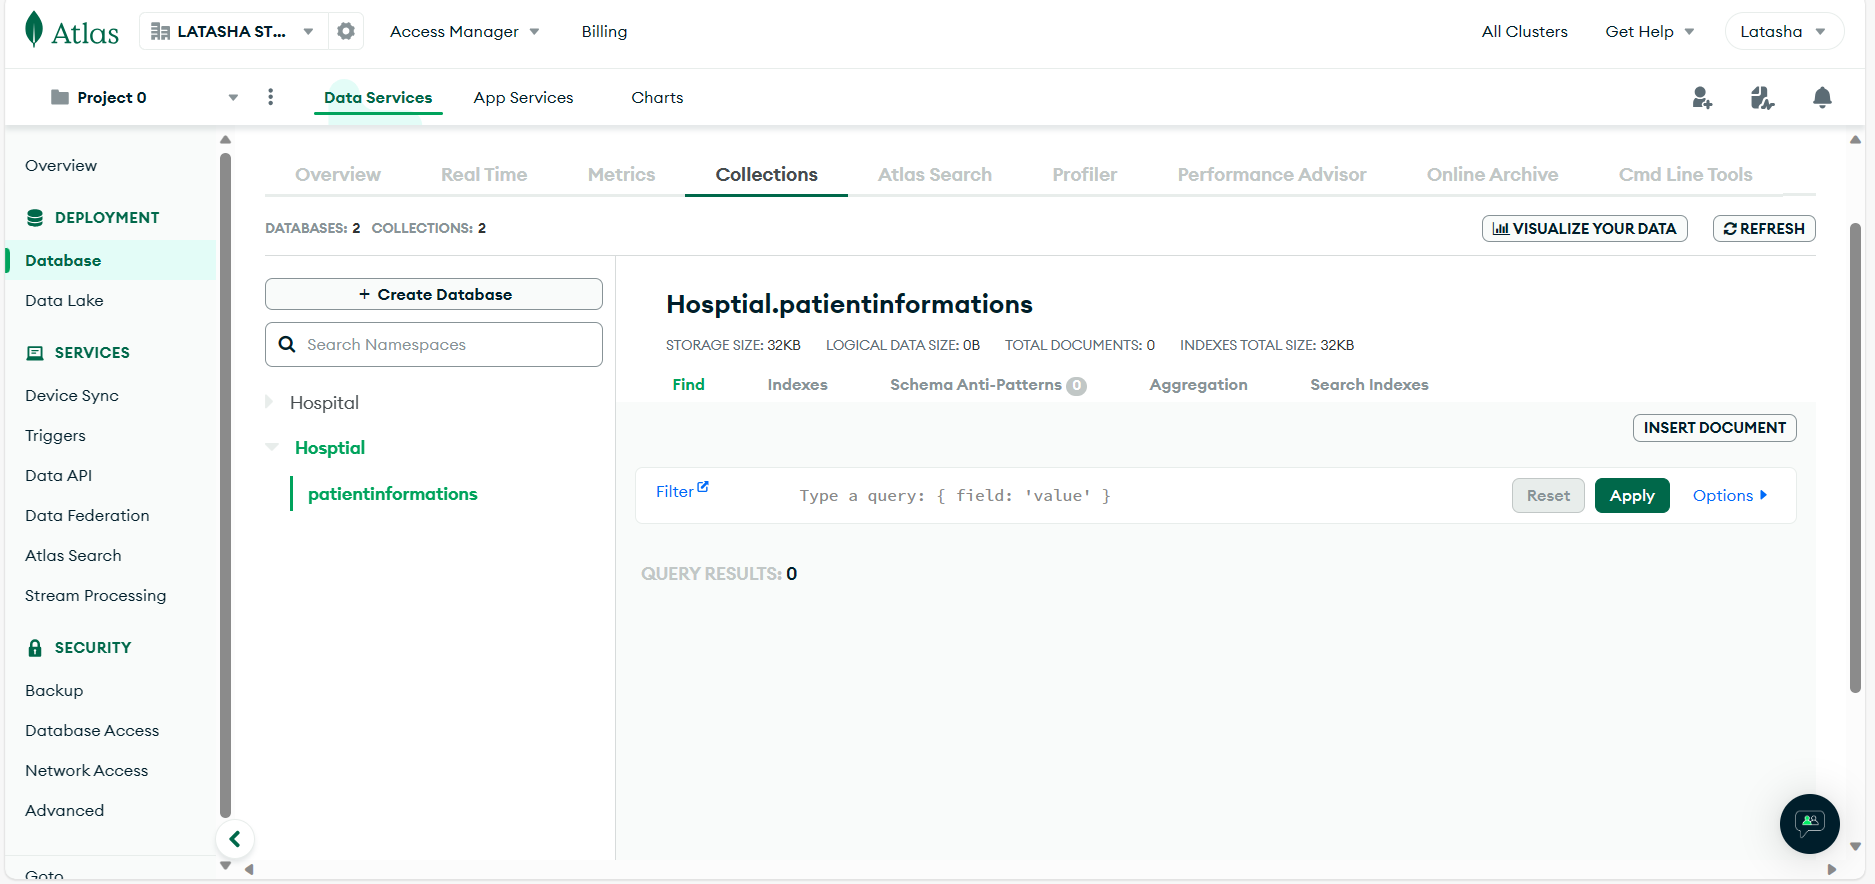 Atlas
LATASHA ST...
Access Manager
Billing
All Clusters
Get Help
Latasha
Project 0
Data Services
App Services
Charts
Overview
DEPLOYMENT
Database
Data Lake
SERVICES
Device Sync
Triggers
Data API
Data Federation
Atlas Search
Stream Processing
SECURITY
Backup
Database Access
Network Access
Advanced
Goto
Overview
Real Time
Metrics
Collections
Atlas Search
Profiler
Performance Advisor
Online Archive
Cmd Line Tools
DATABASES: 2 COLLECTIONS: 2
VISUALIZE YOUR DATA
REFRESH
+ Create Database
Search Namespaces
Hospital
Hosptial
patientinformations
Hosptial.patientinformations
STORAGE SIZE: 32KB LOGICAL DATA SIZE: 0B TOTAL DOCUMENTS: 0 INDEXES TOTAL SIZE: 32KB
Find
Indexes
Schema Anti-Patterns 0
Aggregation
Search Indexes
INSERT DOCUMENT
Filter
Type a query: { field: 'value' }
Reset
Apply
Options
QUERY RESULTS: 0